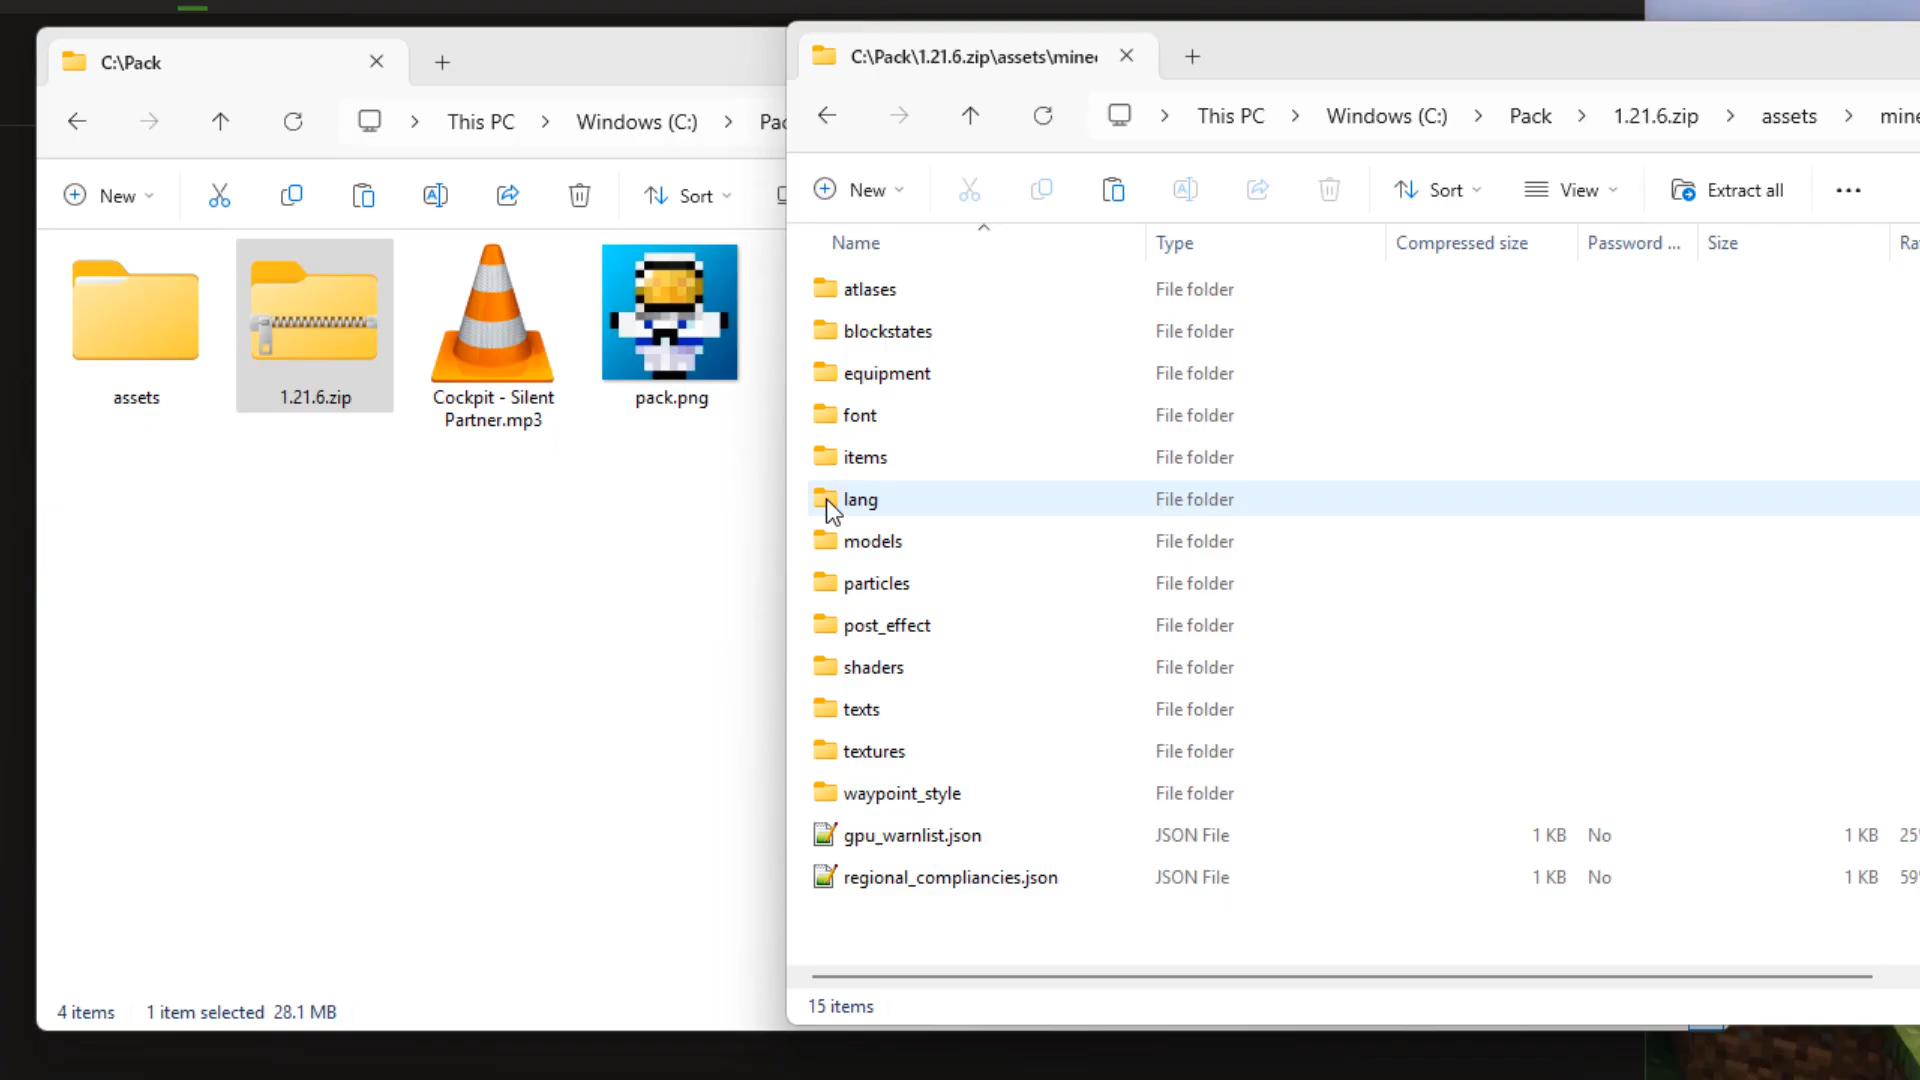 C:\Pack
This PC > Windows (C:) >
New
Sort
assets
1.21.6.zip
Cockpit - Silent
Partner.mp3
pack.png
4 items 1 item selected 28.1 MB
C:\Pack\1.21.6.zip\assets\mine
This PC > Windows (C:) > Pack > 1.21.6.zip > assets >
New
Sort
View
Extract all
Name Type Compressed size Password ... Size
atlases File folder
blockstates File folder
equipment File folder
font File folder
items File folder
lang File folder
models File folder
particles File folder
post_effect File folder
shaders File folder
texts File folder
textures File folder
waypoint_style File folder
gpu_warnlist.json JSON File 1 KB No 1 KB
regional_compliancies.json JSON File 1 KB No 1 KB
15 items